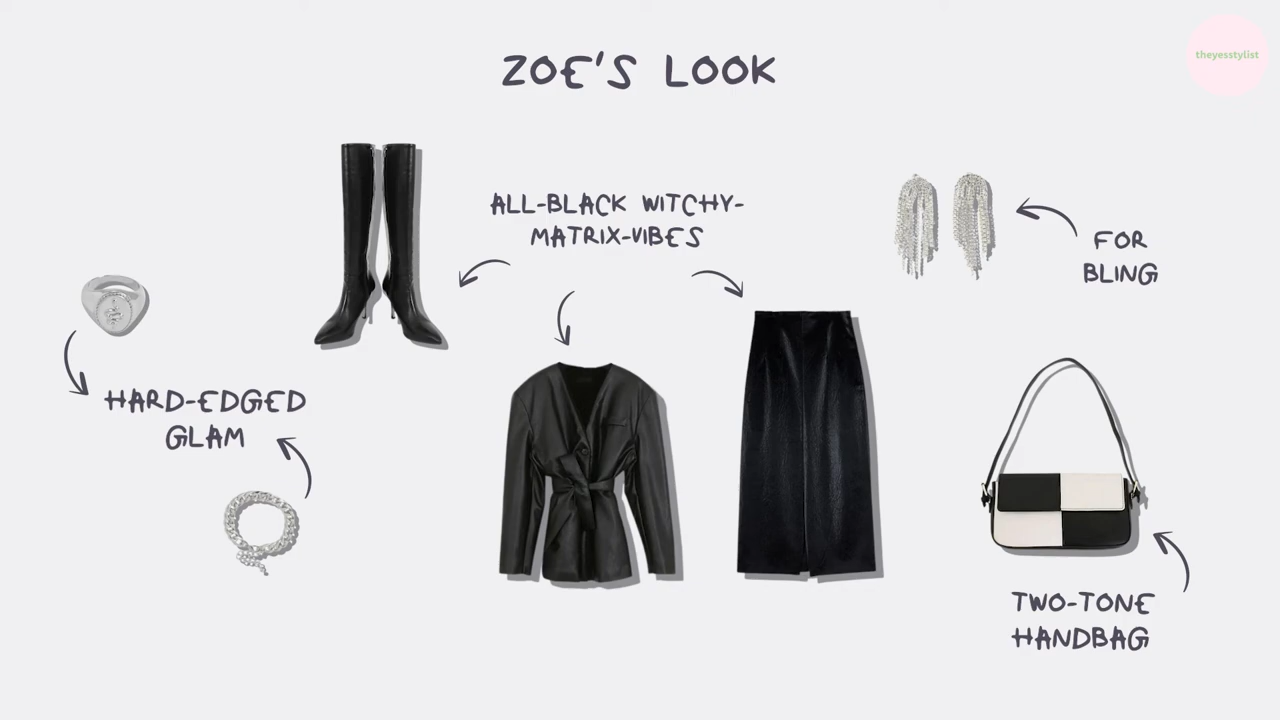 ZOE'S LOOK
theyesstylist
ALL-BLACK WITCHY-
MATRIX-VIBES
FOR
BLING
HARD-EDGED
GLAM
TWO-TONE
HANDBAG